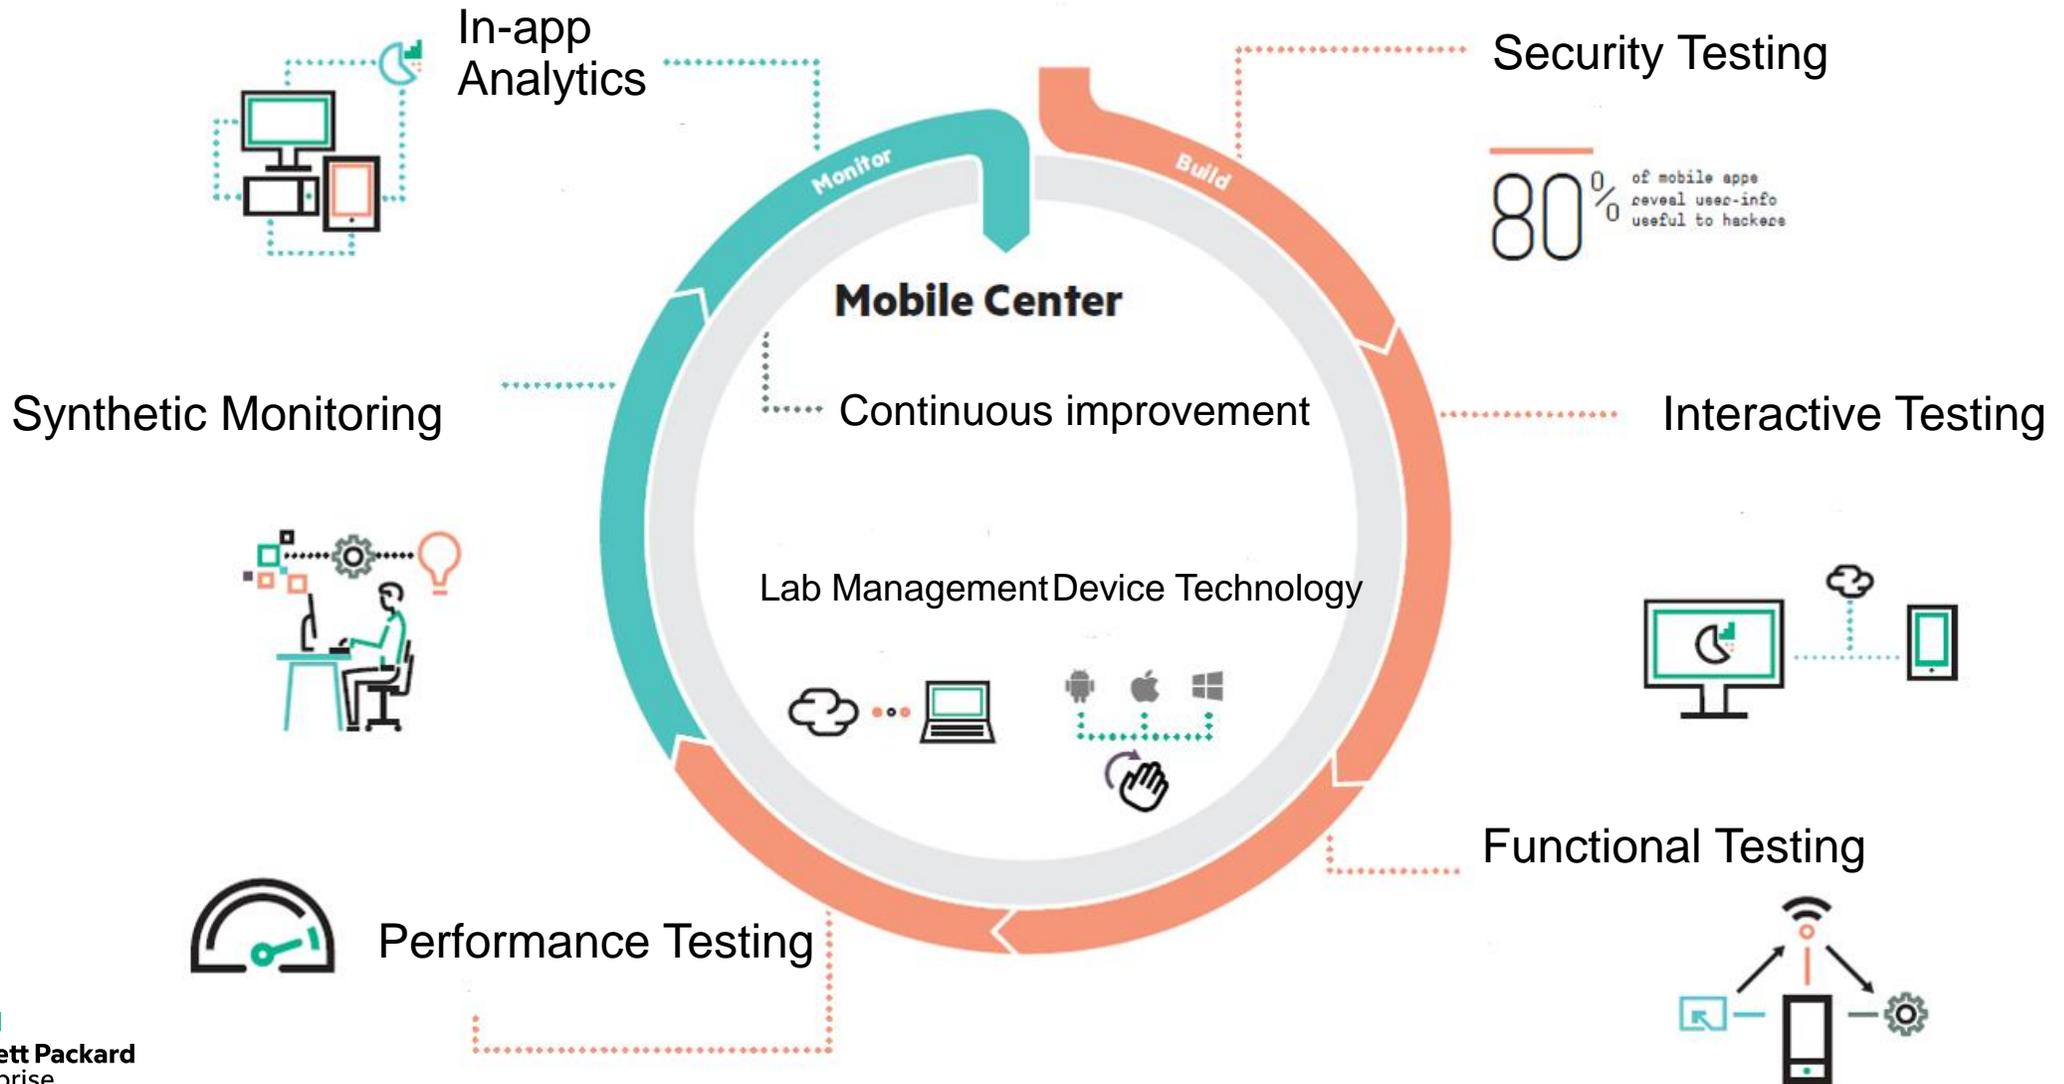 In-app
Analytics
Security Testing
Monitor
Build
80%
of mobile apps
reveal user-info
useful to hackers
Mobile Center
Continuous improvement
Synthetic Monitoring
Interactive Testing
Lab Management Device Technology
Functional Testing
Performance Testing
ett Packard
prise